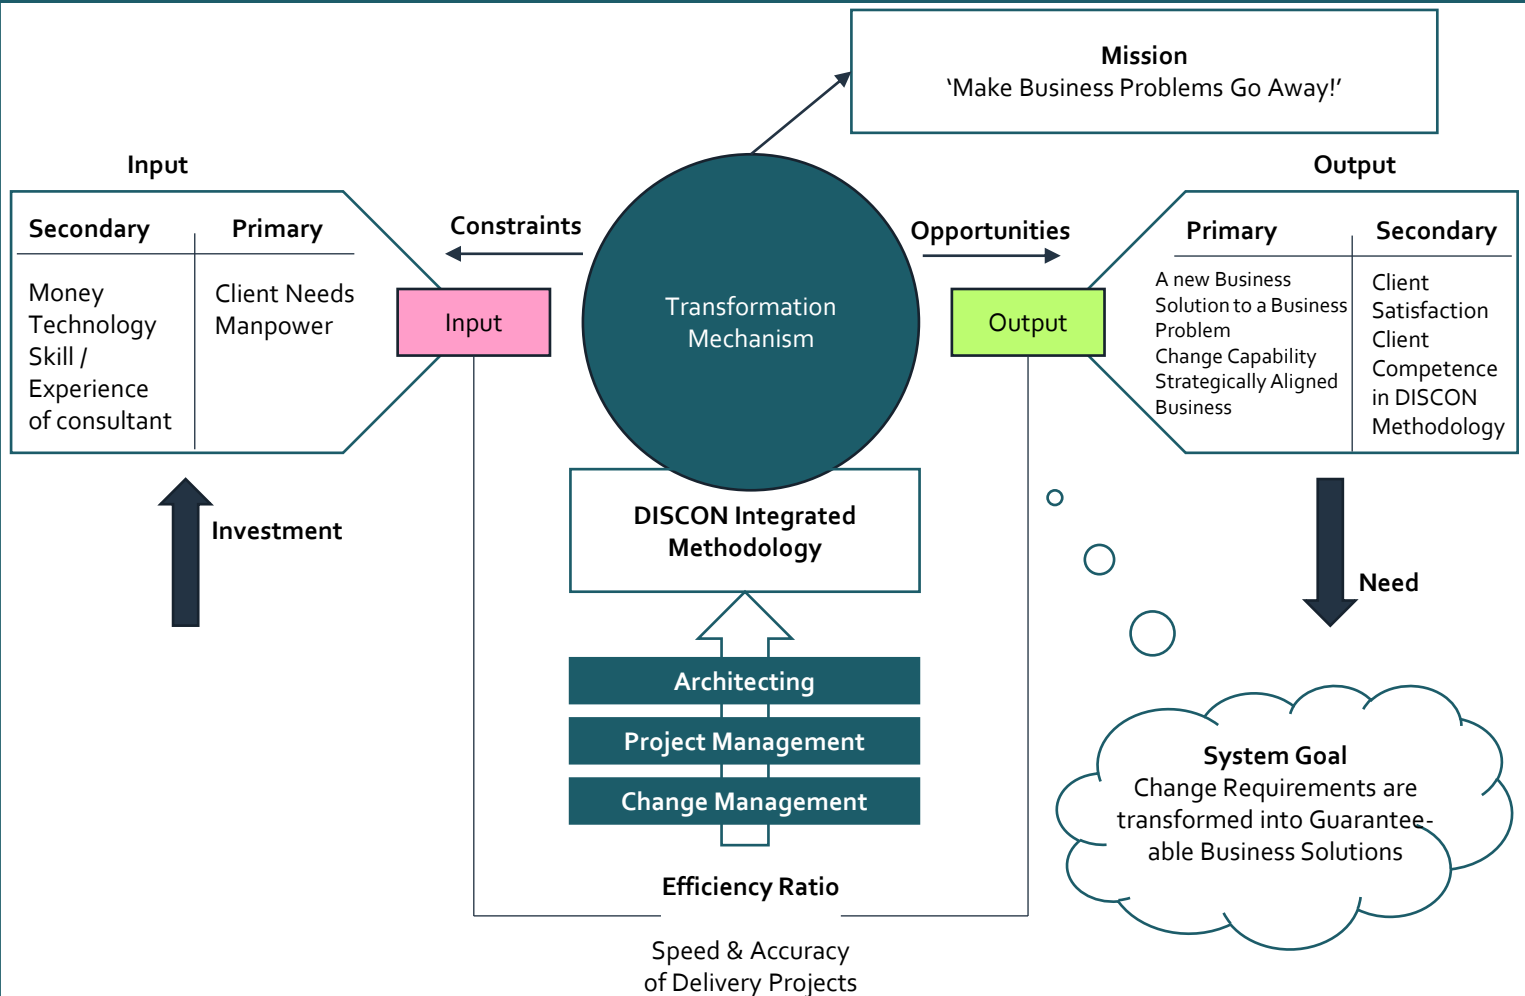 Mission
‘Make Business Problems Go Away!’
Input
Secondary
Primary
Money
Technology
Skill /
Experience
of consultant
Client Needs
Manpower
Constraints
Input
Transformation
Mechanism
Opportunities
Output
Output
Primary
Secondary
A new Business
Solution to a Business
Problem
Change Capability
Strategically Aligned
Business
Client
Satisfaction
Client
Competence
in DISCON
Methodology
Investment
DISCON Integrated
Methodology
Need
Architecting
Project Management
Change Management
System Goal
Change Requirements are
transformed into Guarantee-
able Business Solutions
Efficiency Ratio
Speed & Accuracy
of Delivery Projects